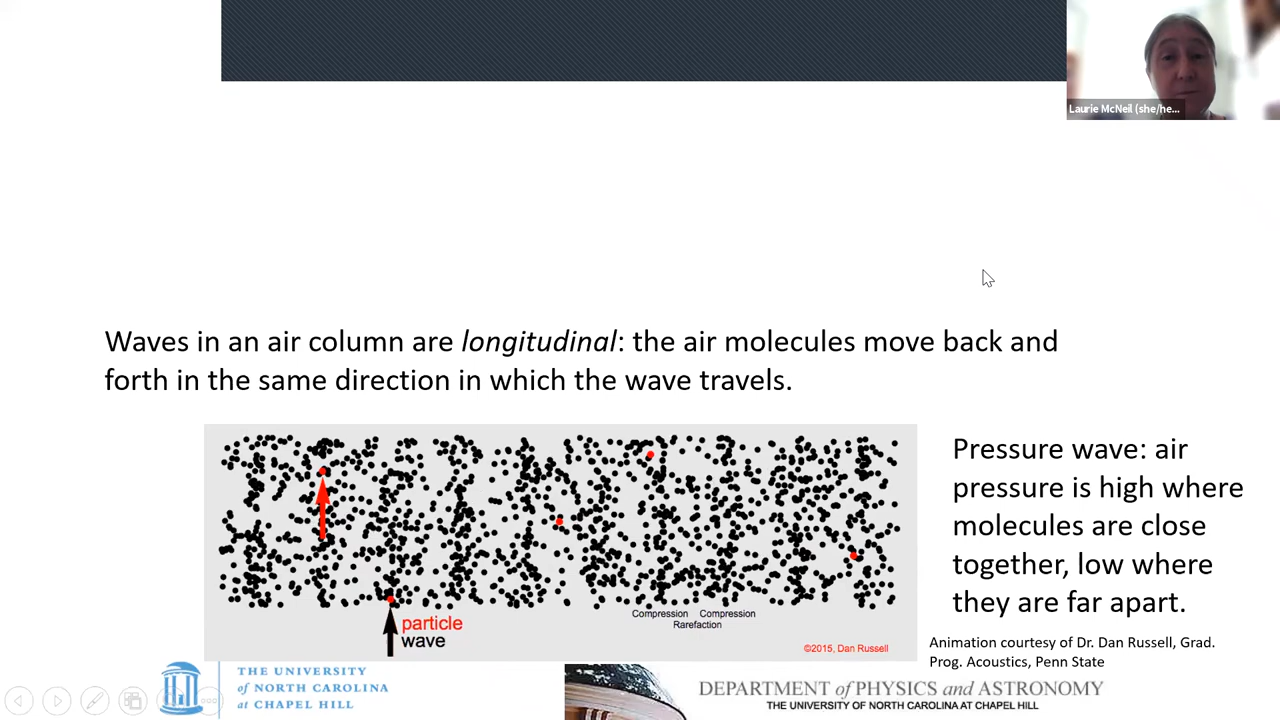 Laurie McNeil (she/he...
Waves in an air column are longitudinal: the air molecules move back and
forth in the same direction in which the wave travels.
Pressure wave: air
pressure is high where
molecules are close
together, low where
they are far apart.
particle
wave
Compression Compression
Rarefaction
©2015, Dan Russell
Animation courtesy of Dr. Dan Russell, Grad.
Prog. Acoustics, Penn State
THE UNIVERSITY
of NORTH CAROLINA
at CHAPEL HILL
DEPARTMENT of PHYSICS and ASTRONOMY
THE UNIVERSITY OF NORTH CAROLINA AT CHAPEL HILL